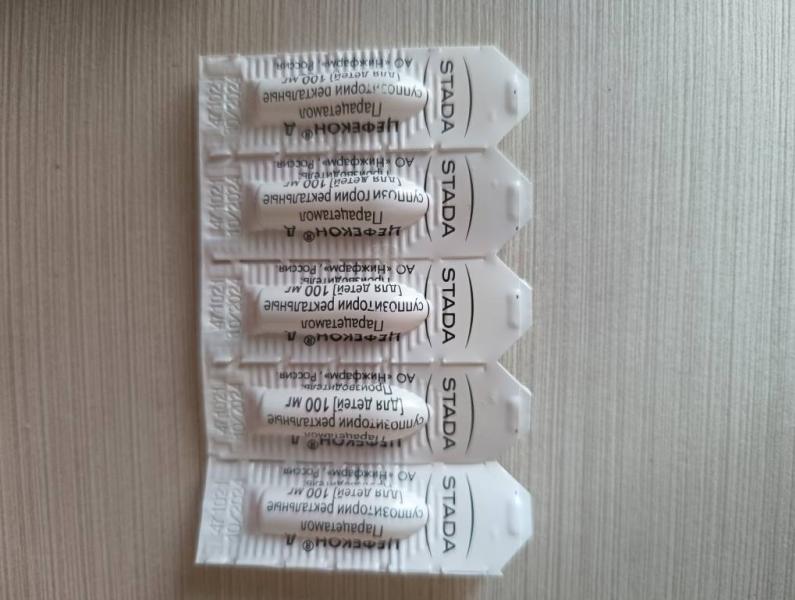 STADA
ЦЕФЕКОН® Д
Парацетамол
суппозитории ректальные
[для детей] 100 мг
Производитель:
АО «Нижфарм», Россия.
STADA
ЦЕФЕКОН® Д
Парацетамол
суппозитории ректальные
[для детей] 100 мг
Производитель:
АО «Нижфарм», Россия.
STADA
ЦЕФЕКОН® Д
Парацетамол
суппозитории ректальные
[для детей] 100 мг
Производитель:
АО «Нижфарм», Россия.
STADA
ЦЕФЕКОН® Д
Парацетамол
суппозитории ректальные
[для детей] 100 мг
Производитель:
АО «Нижфарм», Россия.
STADA
ЦЕФЕКОН® Д
Парацетамол
суппозитории ректальные
[для детей] 100 мг
АО «Нижфарм», Россия.